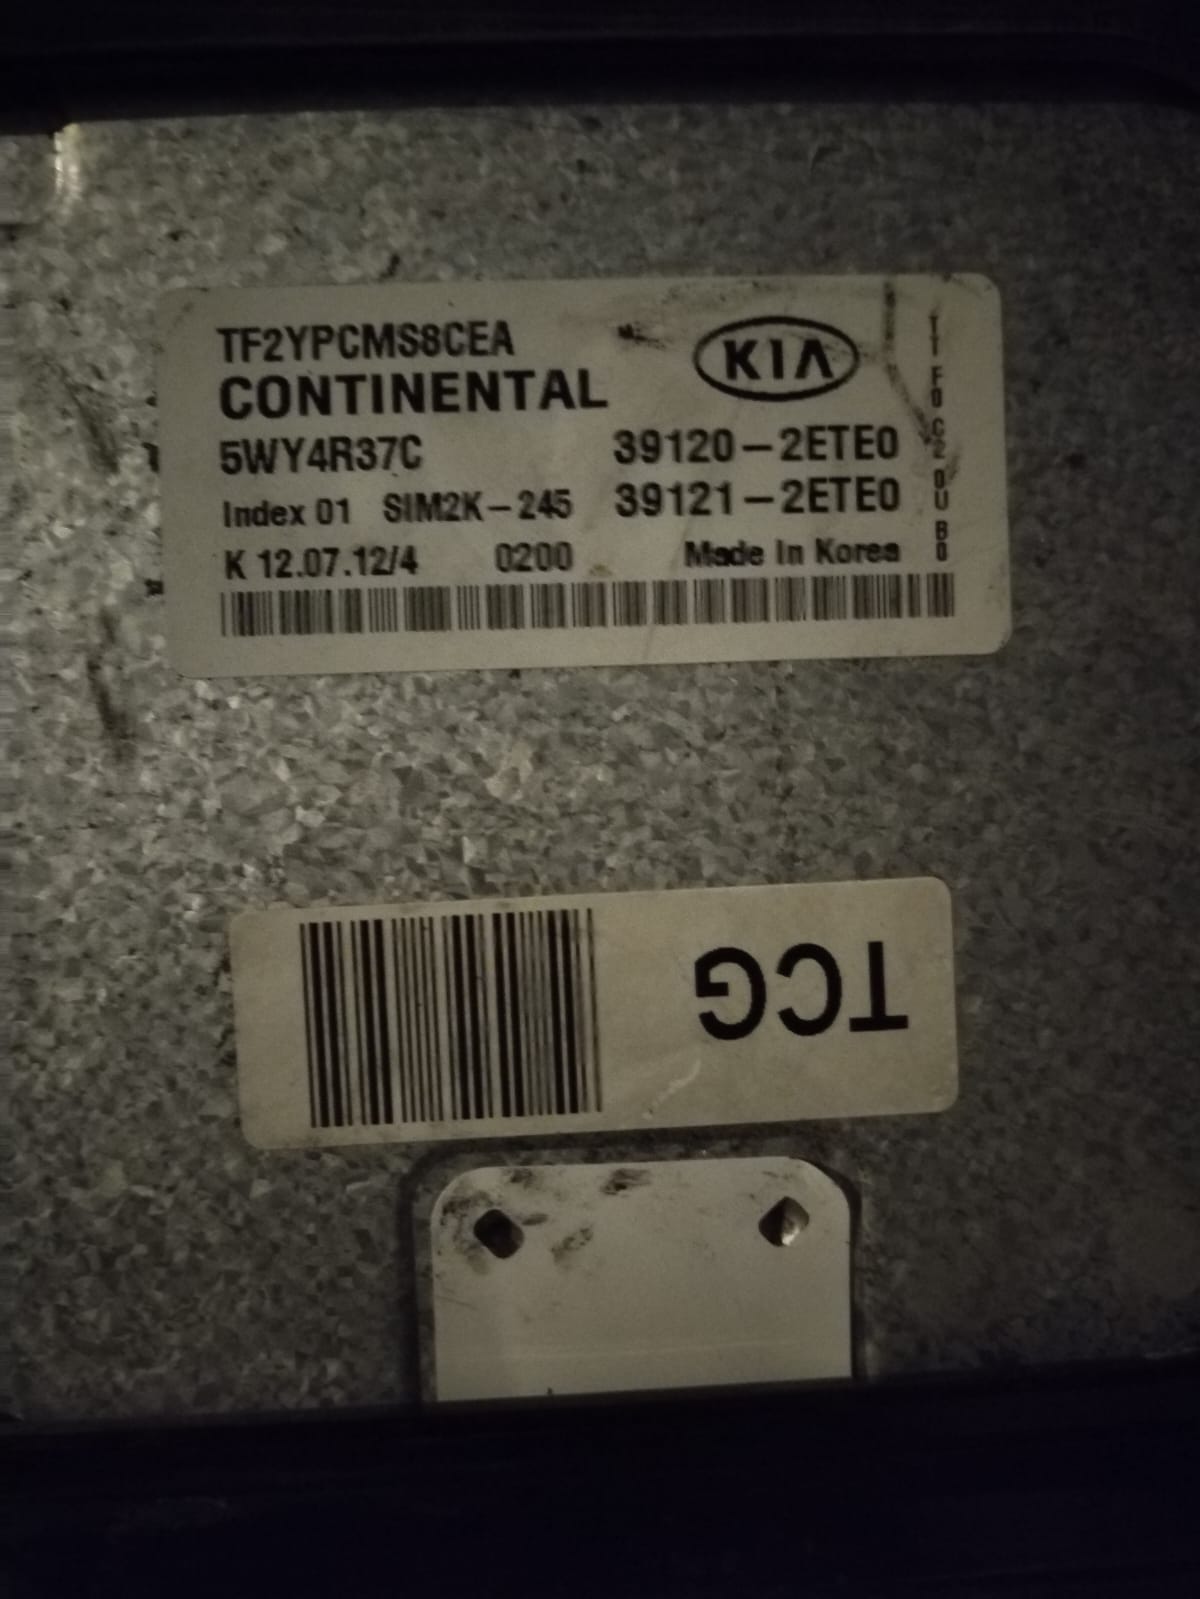 TF2YPCMS8CEA
KIA
CONTINENTAL
5WY4R37C 39120-2ETE0
Index 01 SIM2K-245 39121-2ETE0
K 12.07.12/4 0200 Made In Korea
TCG